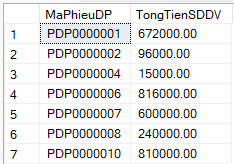 MaPhieuDP TongTienSDDV
1 PDP0000001 672000.00
2 PDP0000002 96000.00
3 PDP0000004 15000.00
4 PDP0000006 816000.00
5 PDP0000007 600000.00
6 PDP0000008 240000.00
7 PDP0000010 810000.00